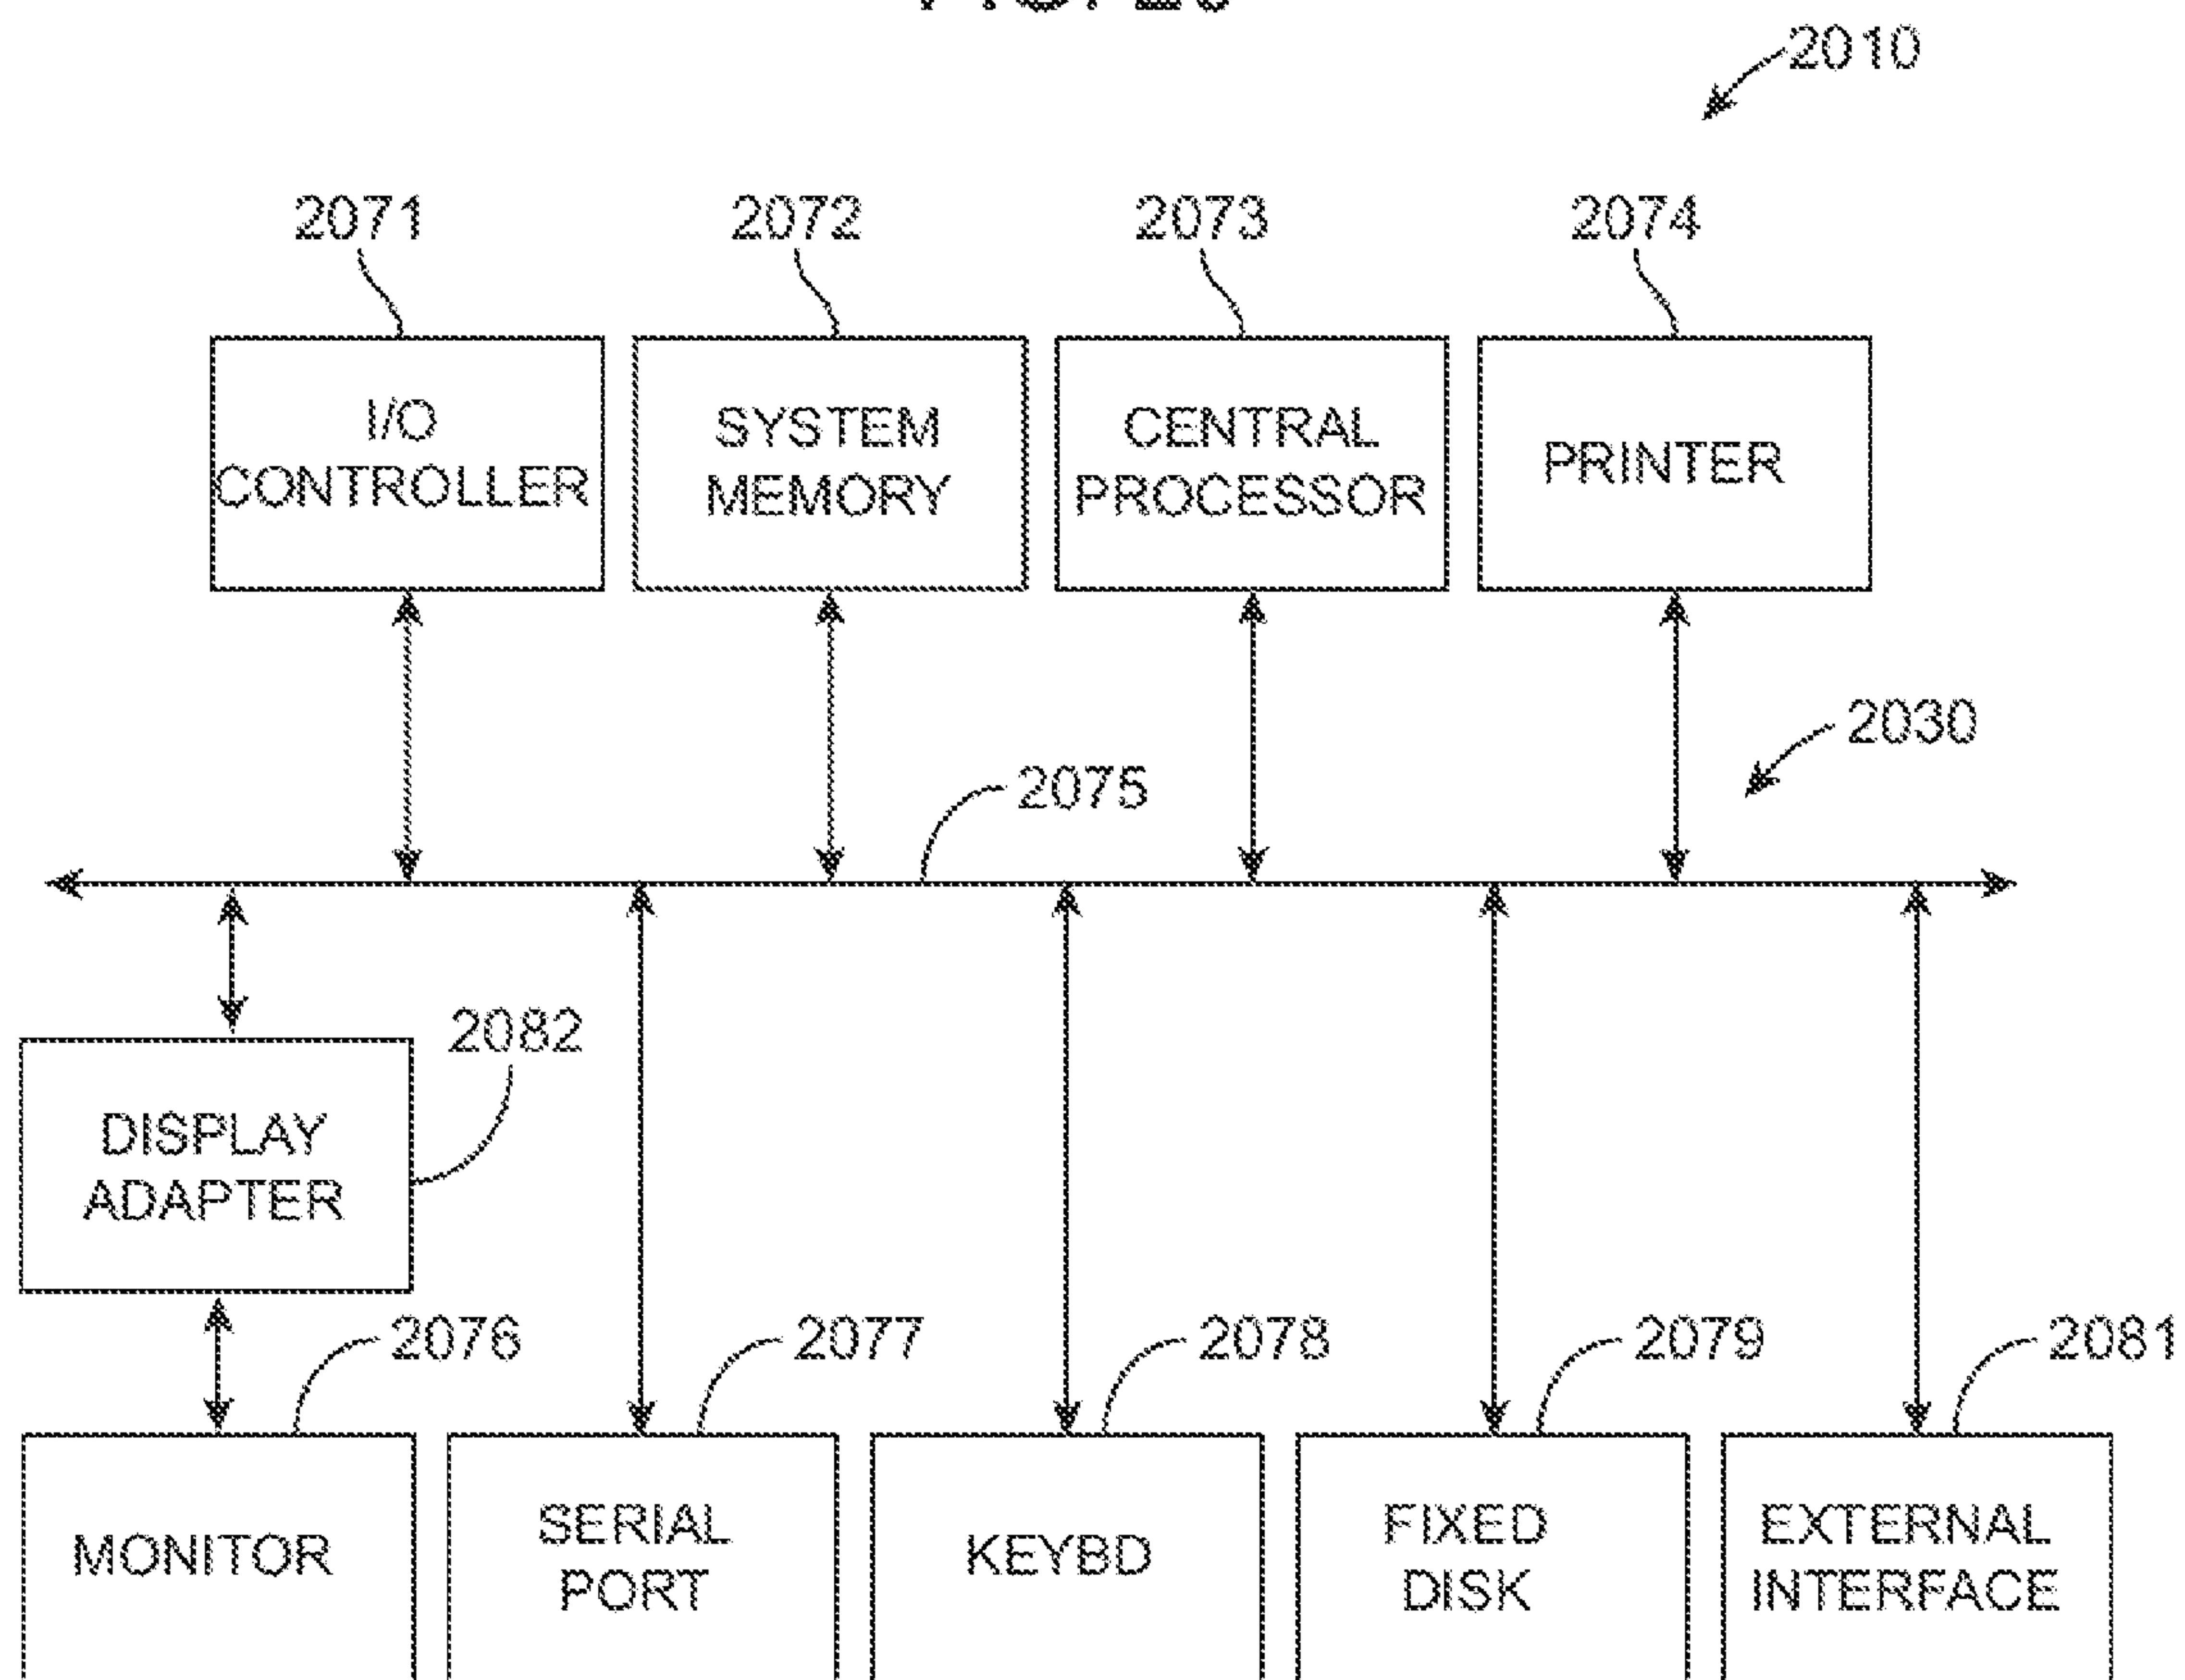 2010
2071 2072 2073 2074
I/O
CONTROLLER
SYSTEM
MEMORY
CENTRAL
PROCESSOR
PRINTER
2030
2075
2082
DISPLAY
ADAPTER
2076 2077 2078 2079 2081
MONITOR
SERIAL
PORT
KEYBD
FIXED
DISK
EXTERNAL
INTERFACE